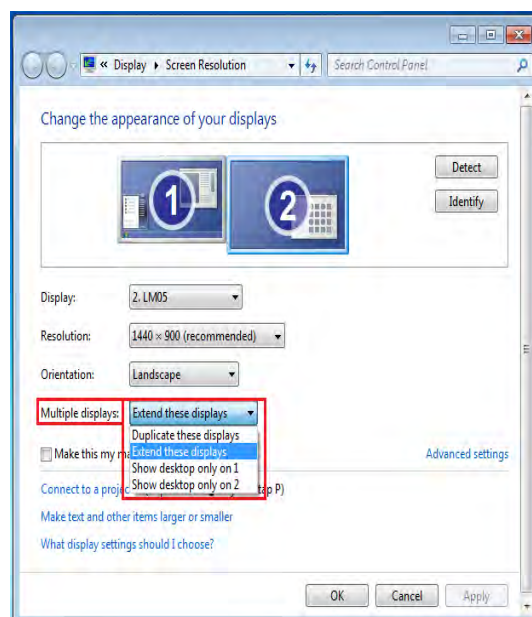 « Display ▸ Screen Resolution Search Control Panel
Change the appearance of your displays
1 2
Detect
Identify
Display: 2. LM05
Resolution: 1440 × 900 (recommended)
Orientation: Landscape
Multiple displays: Extend these displays
Duplicate these displays
Make this my Extend these displays Advanced settings
Show desktop only on 1
Connect to a tap P)
Show desktop only on 2
Make text and other items larger or smaller
What display settings should I choose?
OK Cancel Apply